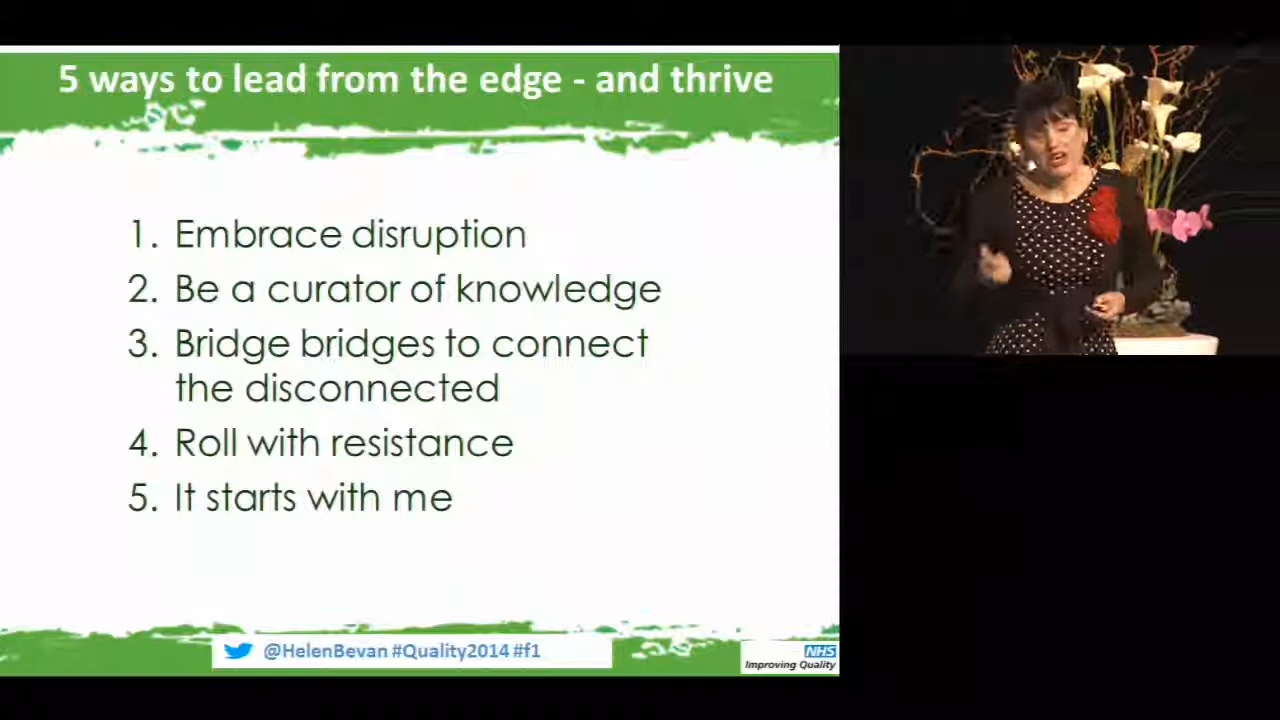 5 ways to lead from the edge - and thrive
1. Embrace disruption
2. Be a curator of knowledge
3. Bridge bridges to connect
the disconnected
4. Roll with resistance
5. It starts with me
@HelenBevan #Quality2014 #f1
NHS
Improving Quality